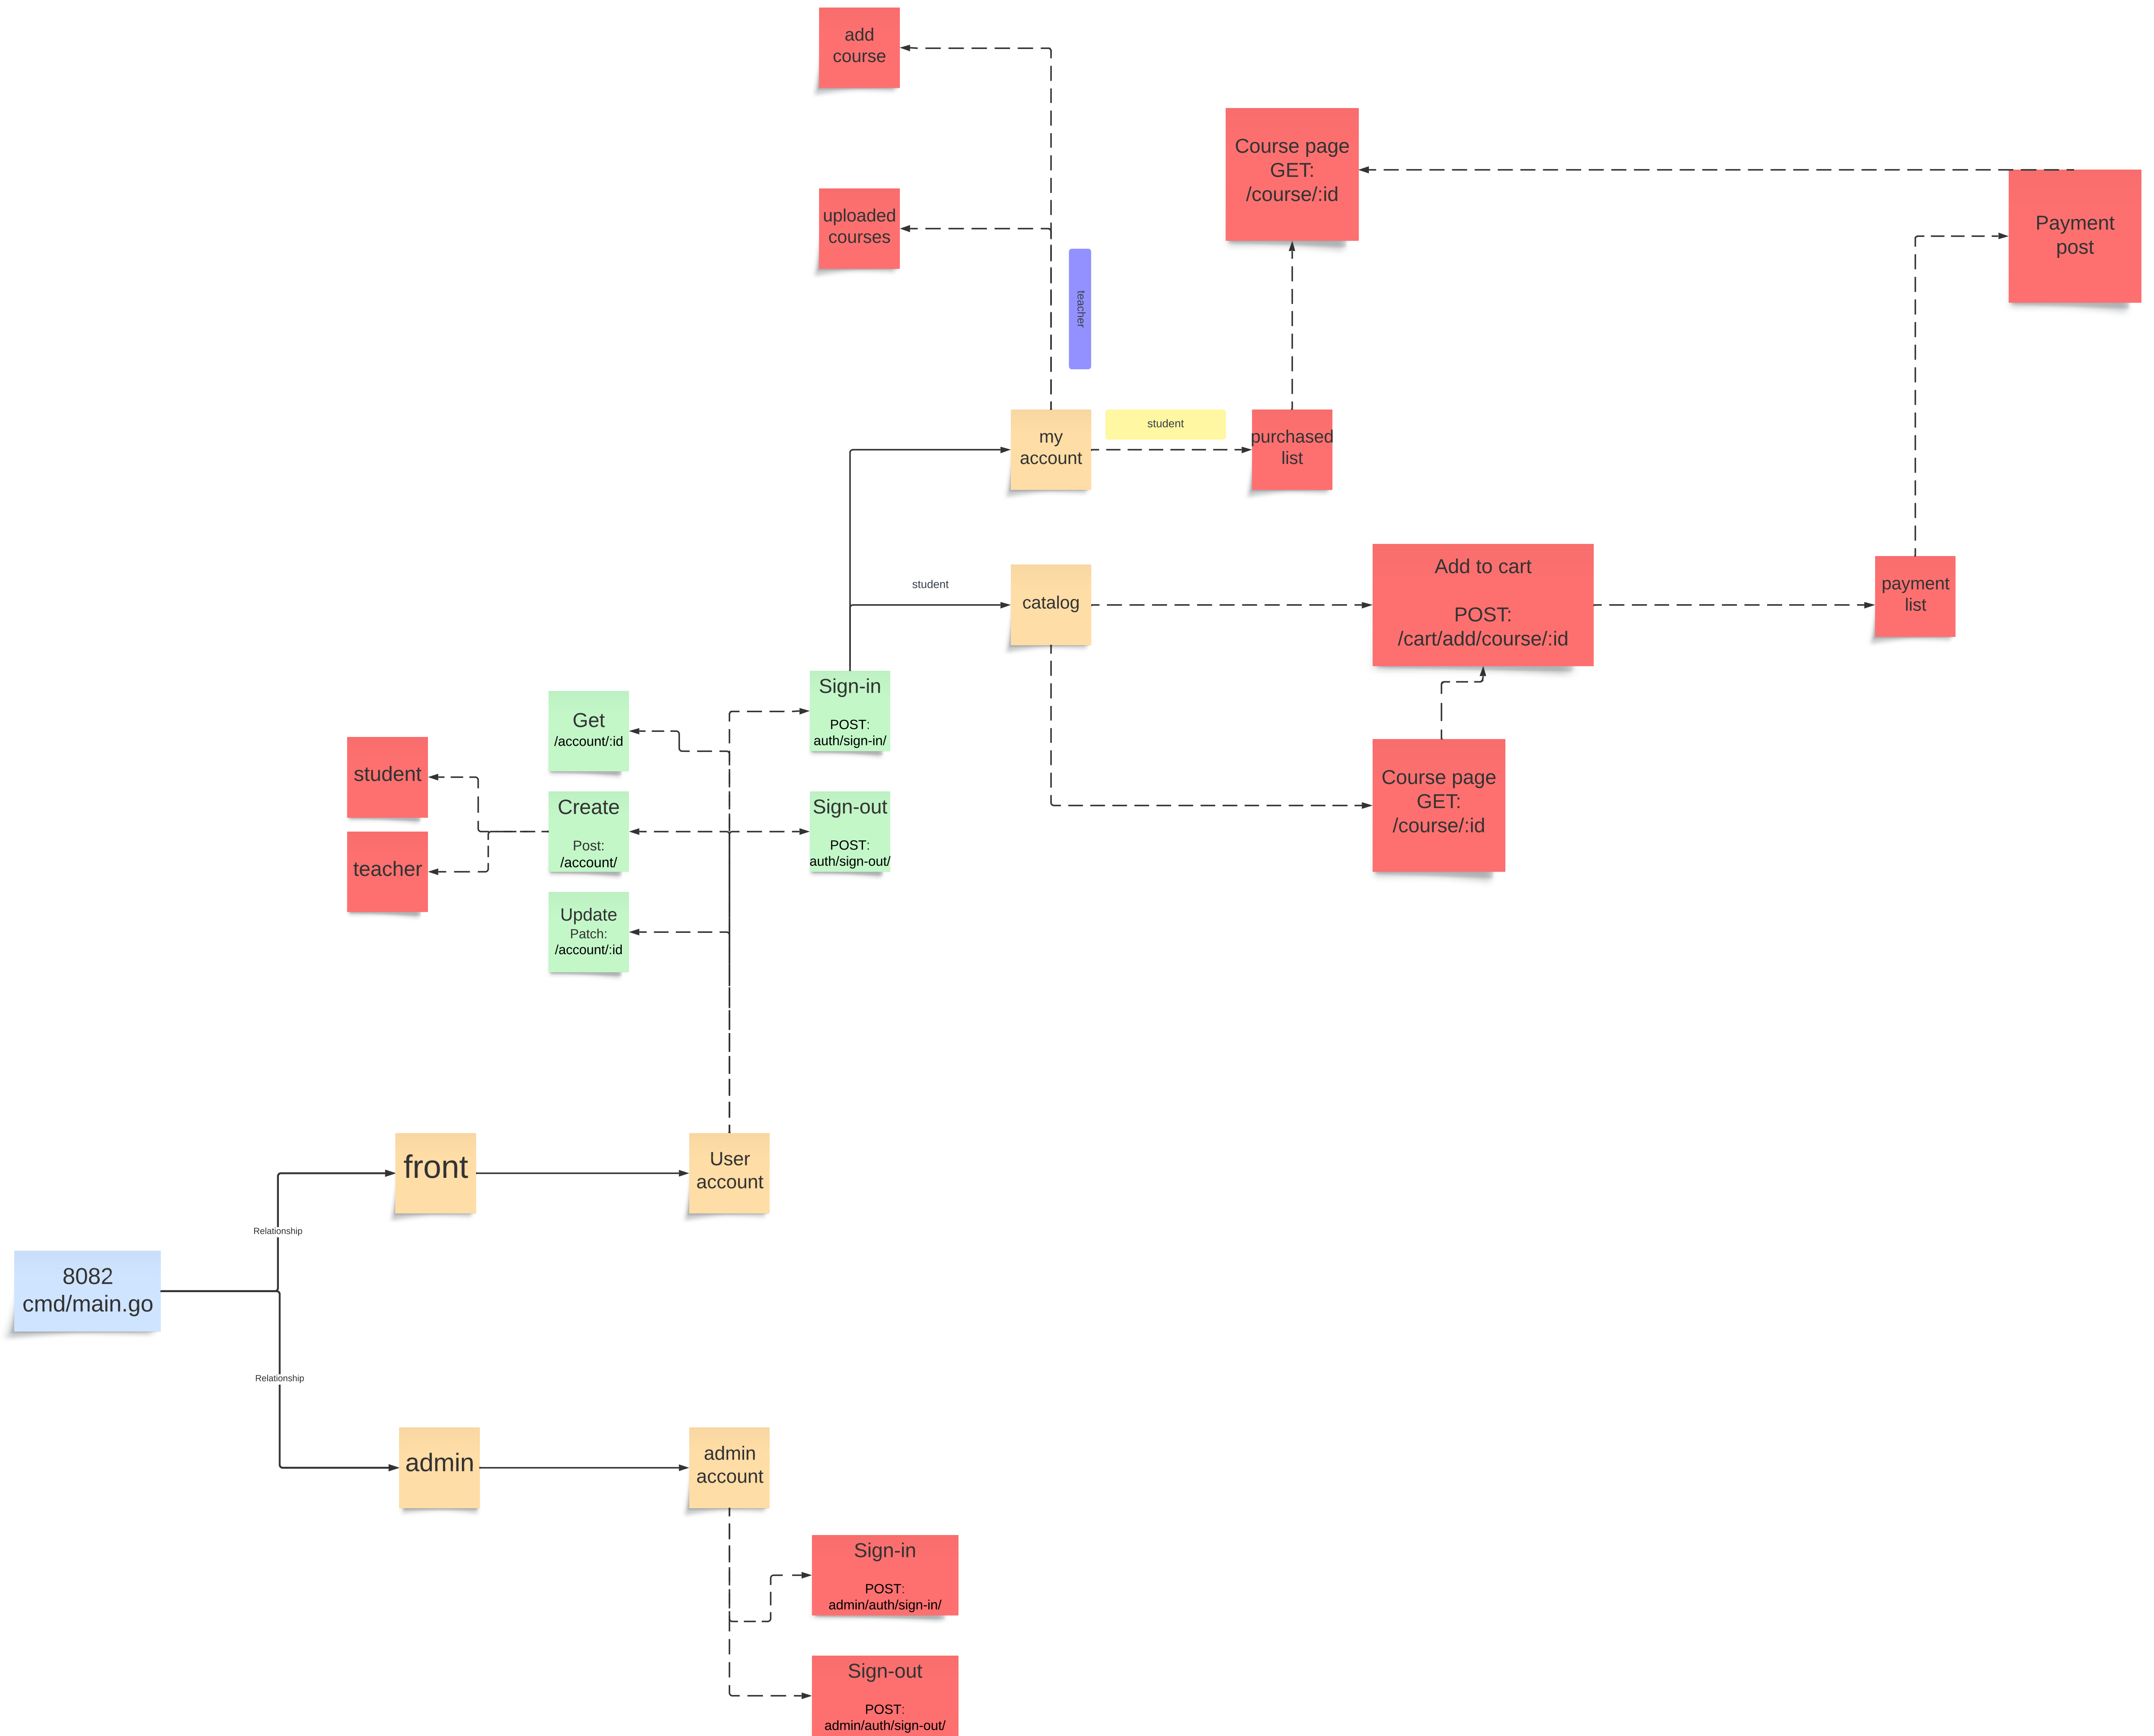 add
course
Course page
GET:
/course/:id
Payment
post
uploaded
courses
teacher
my
account
student
purchased
list
student
catalog
Add to cart
POST:
/cart/add/course/:id
payment
list
Sign-in
POST:
auth/sign-in/
Get
/account/:id
student
Create
Post:
/account/
Sign-out
POST:
auth/sign-out/
Course page
GET:
/course/:id
teacher
Update
Patch:
/account/:id
front
User
account
Relationship
8082
cmd/main.go
Relationship
admin
admin
account
Sign-in
POST:
admin/auth/sign-in/
Sign-out
POST:
admin/auth/sign-out/